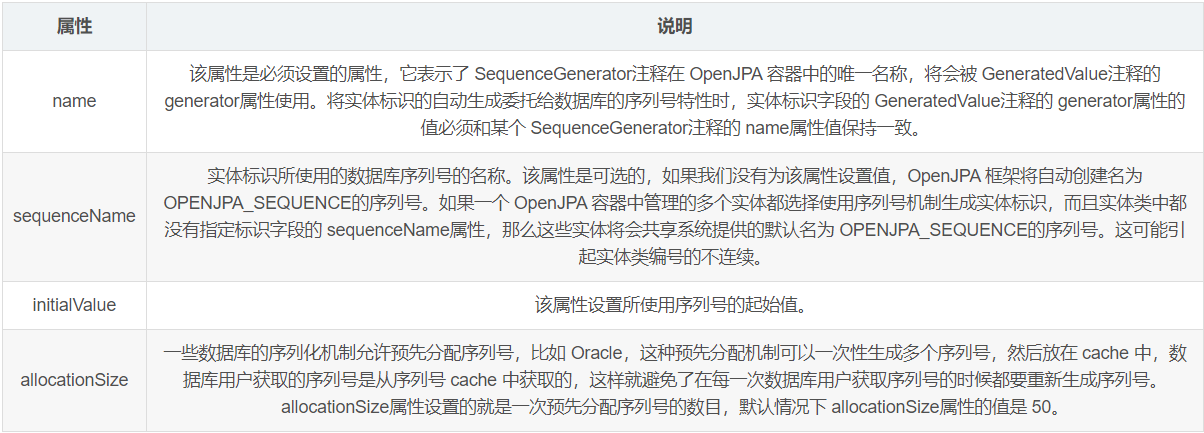 属性 说明
name
该属性是必须设置的属性，它表示了 SequenceGenerator注释在 OpenJPA 容器中的唯一名称，将会被 GeneratedValue注释的
generator属性使用。将实体标识的自动生成委托给数据库的序列号特性时，实体标识字段的 GeneratedValue注释的 generator属性的
值必须和某个 SequenceGenerator注释的 name属性值保持一致。
sequenceName
实体标识所使用的数据库序列号的名称。该属性是可选的，如果我们没有为该属性设置值，OpenJPA 框架将自动创建名为
OPENJPA_SEQUENCE的序列号。如果一个 OpenJPA 容器中管理的多个实体都选择使用序列号机制生成实体标识，而且实体类中都
没有指定标识字段的 sequenceName属性，那么这些实体将会共享系统提供的默认名为 OPENJPA_SEQUENCE的序列号。这可能引
起实体类编号的不连续。
initialValue 该属性设置所使用序列号的起始值。
allocationSize
一些数据库的序列化机制允许预先分配序列号，比如 Oracle，这种预先分配机制可以一次性生成多个序列号，然后放在 cache 中，数
据库用户获取的序列号是从序列号 cache 中获取的，这样就避免了在每一次数据库用户获取序列号的时候都要重新生成序列号。
allocationSize属性设置的就是一次预先分配序列号的数目，默认情况下 allocationSize属性的值是 50。